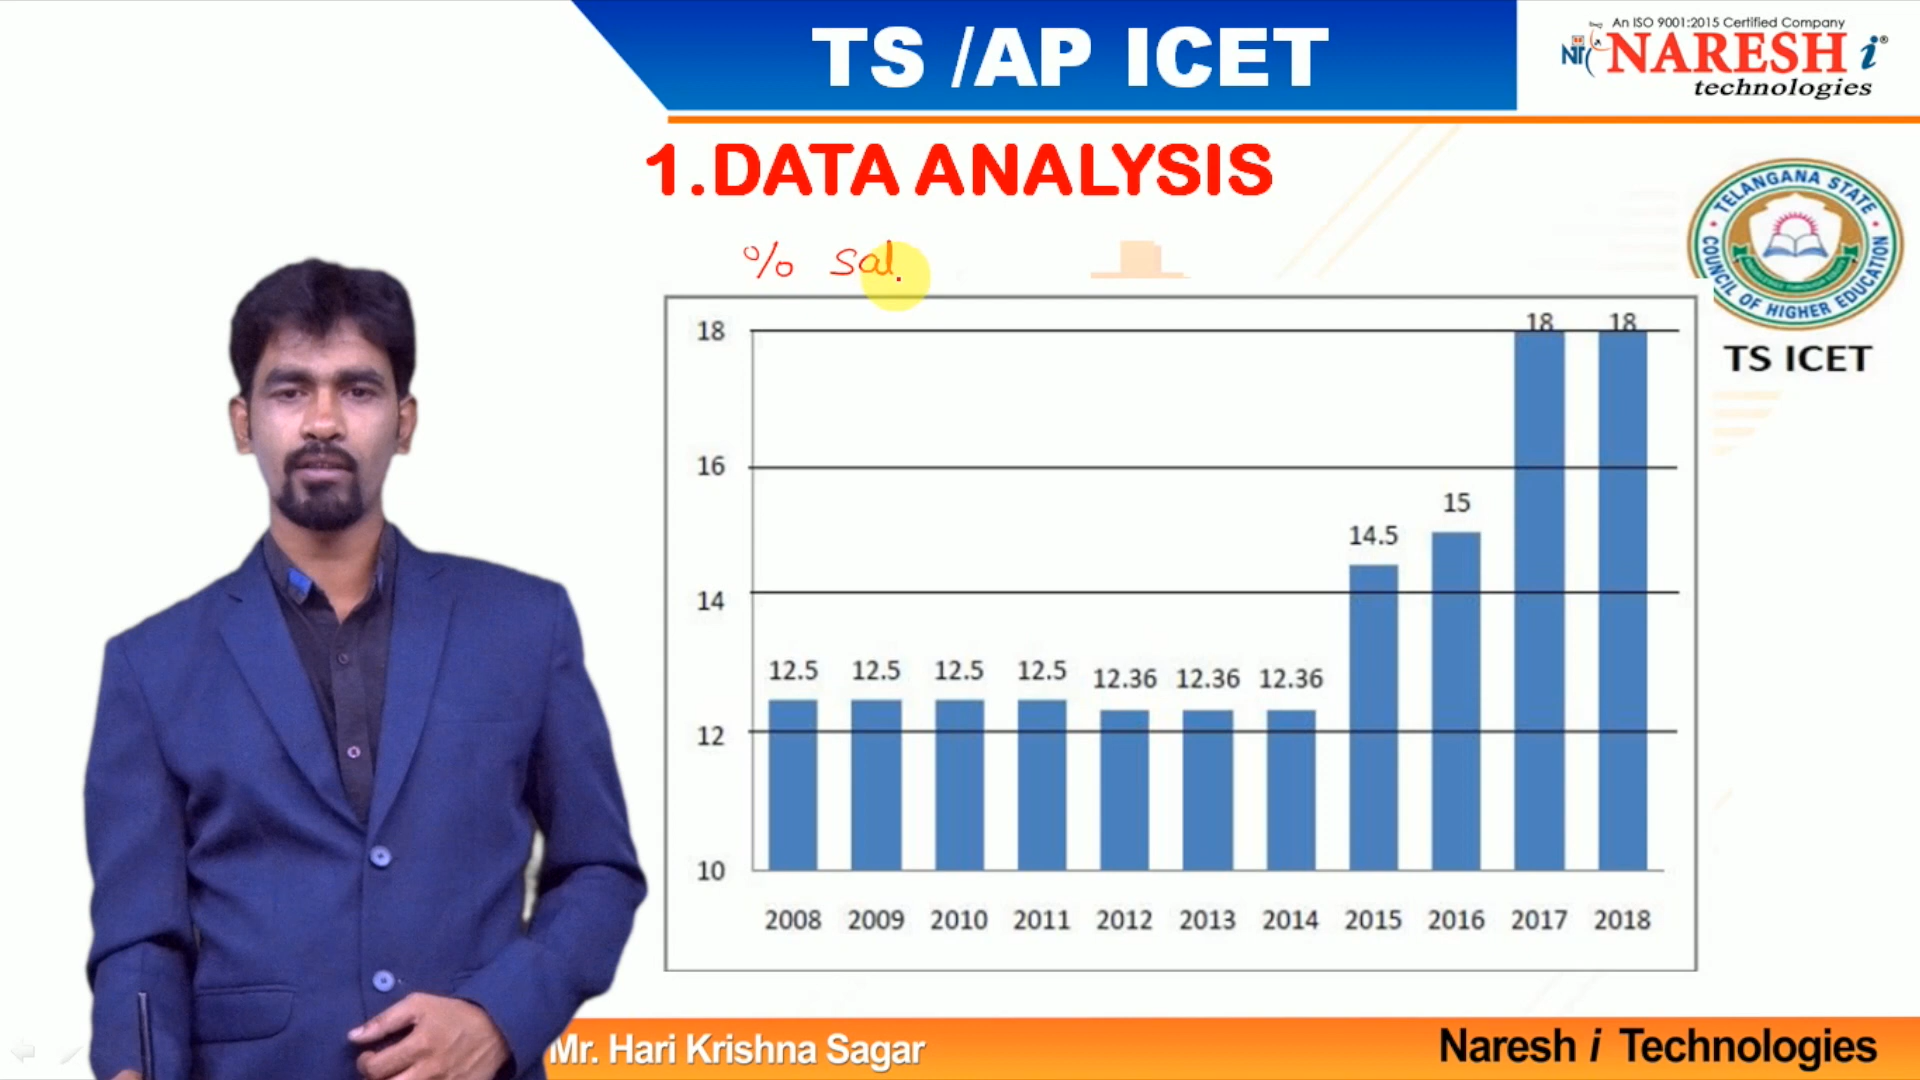 TS /AP ICET
An ISO 9001:2015 Certified Company
NARESH i
technologies
1.DATA ANALYSIS
% Sal
TELANGANA STATE
COUNCIL OF HIGHER EDUCATION
TS ICET
18
16
14
12
10
12.5 12.5 12.5 12.5 12.36 12.36 12.36 14.5 15 18 18
2008 2009 2010 2011 2012 2013 2014 2015 2016 2017 2018
Mr. Hari Krishna Sagar
Naresh i Technologies